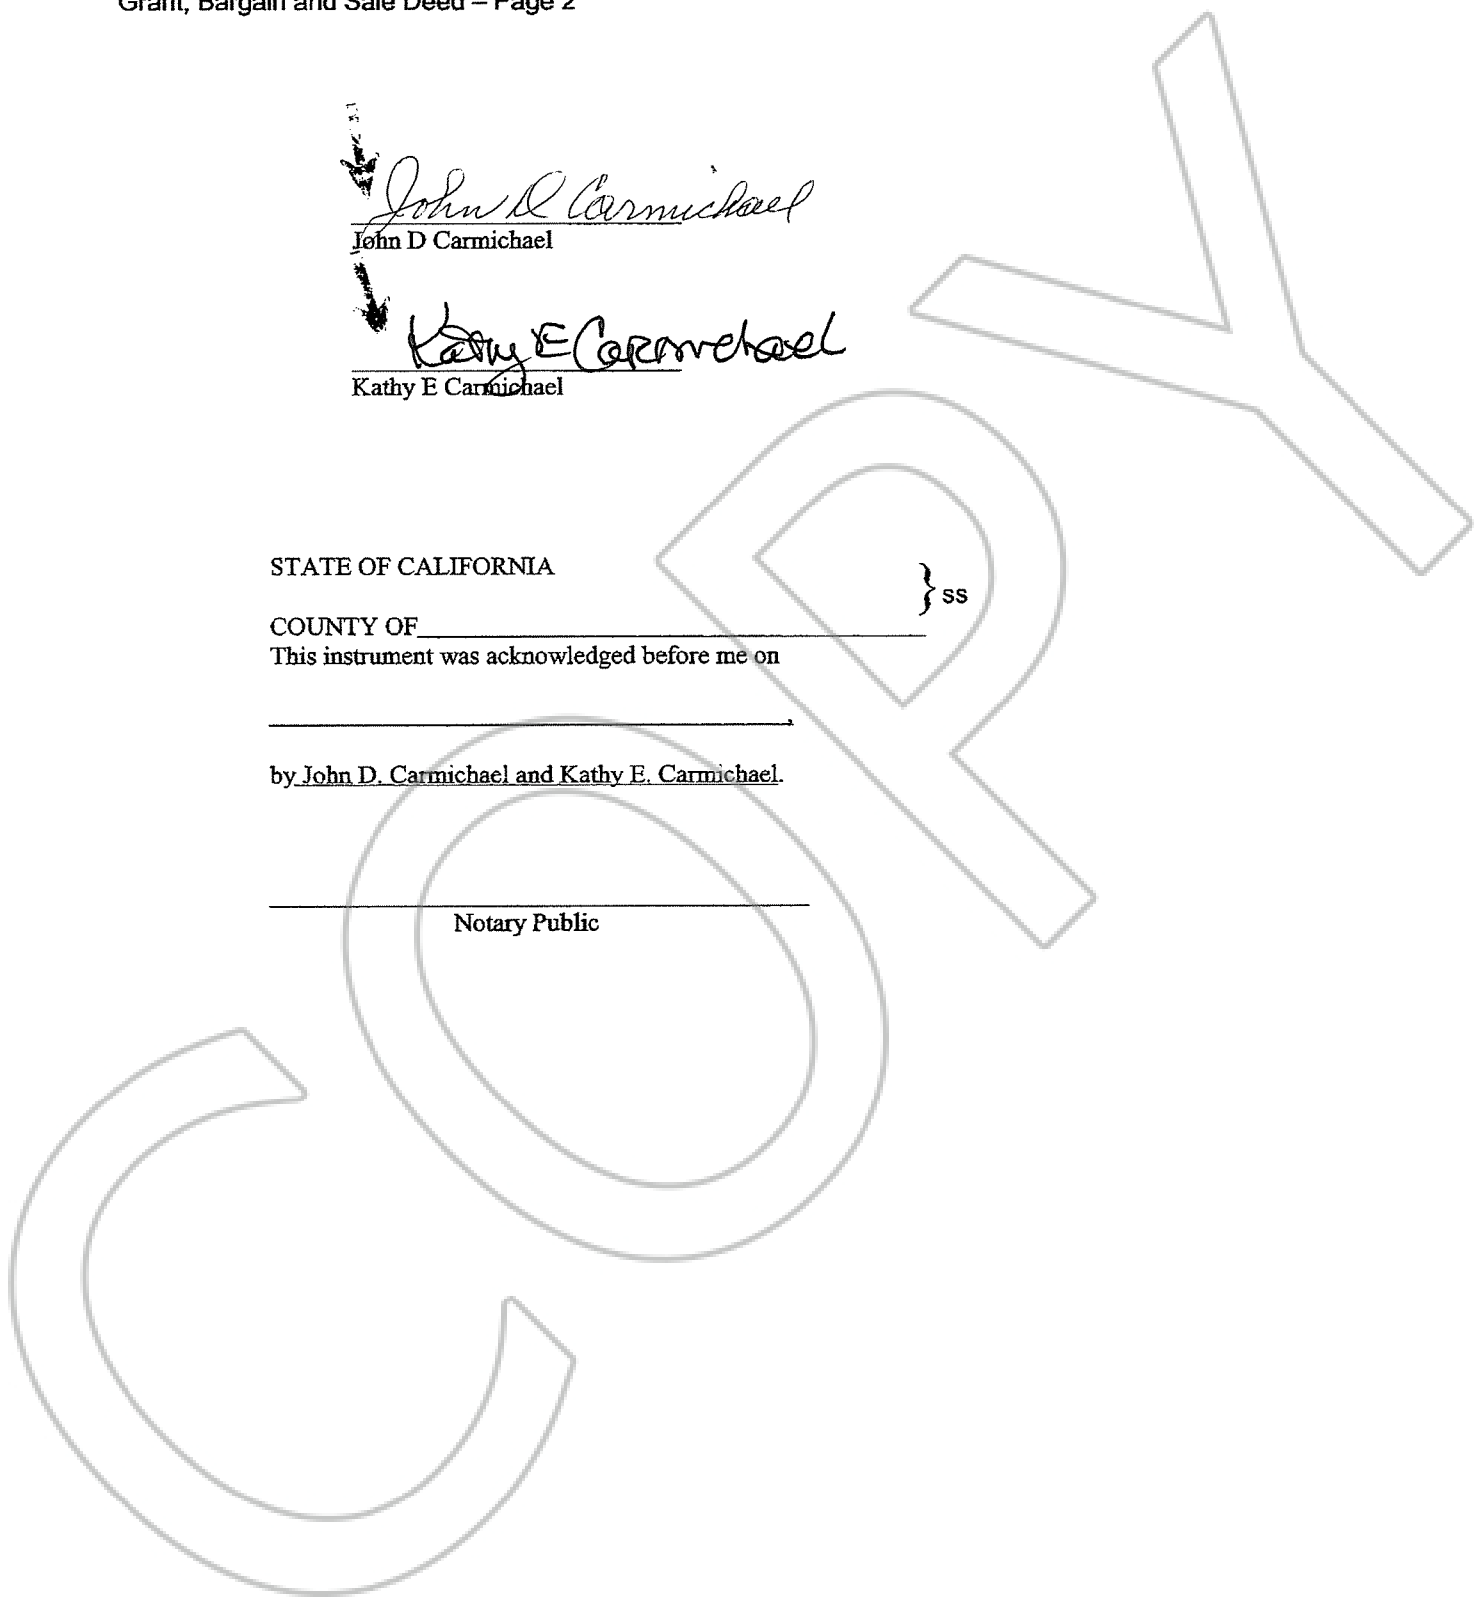 Grant, Bargain and Sale Deed – Page 2
John D Carmichael
John D Carmichael
Kathy E Carmichael
Kathy E Carmichael
STATE OF CALIFORNIA
} ss
COUNTY OF
This instrument was acknowledged before me on
,
by John D. Carmichael and Kathy E. Carmichael.
Notary Public
COPY